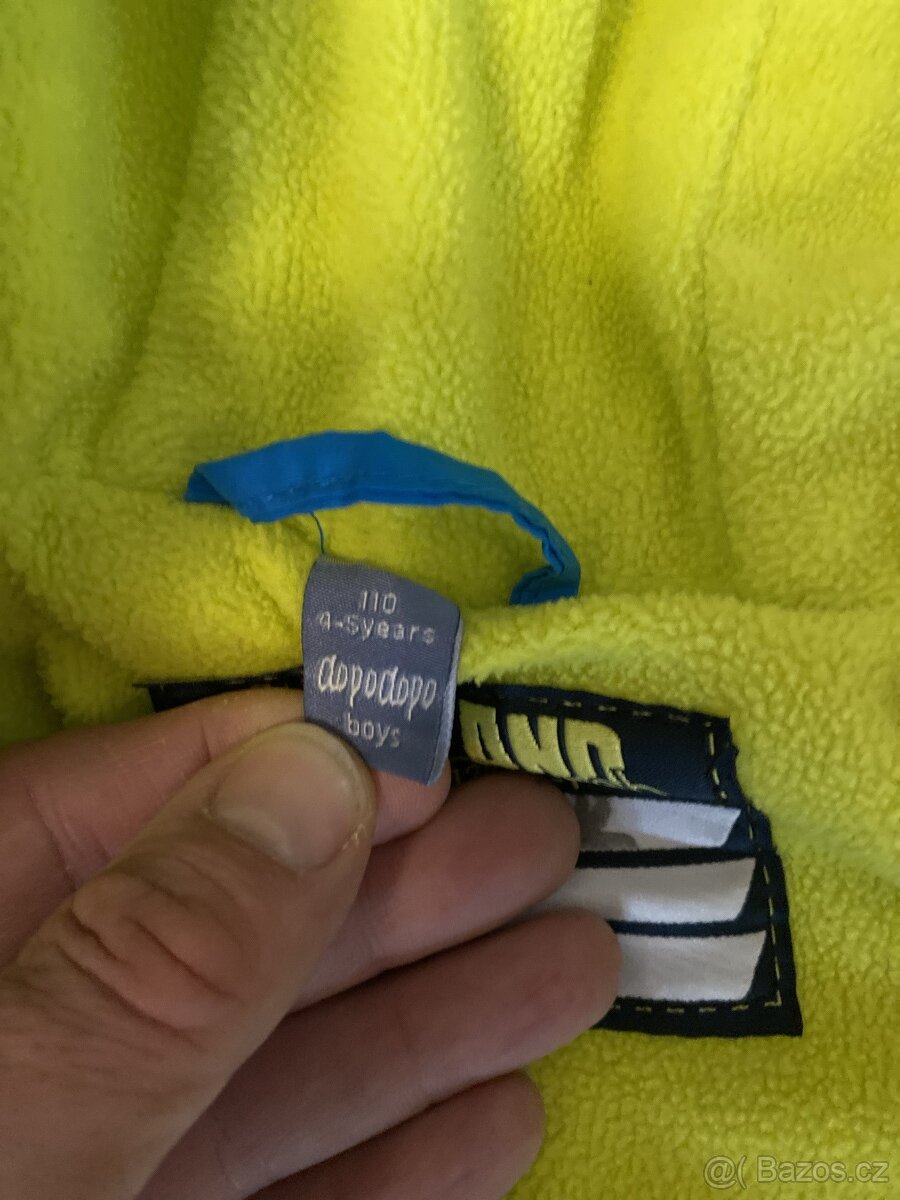 110
4-5years
dopodopo
boys
@( Bazos.cz